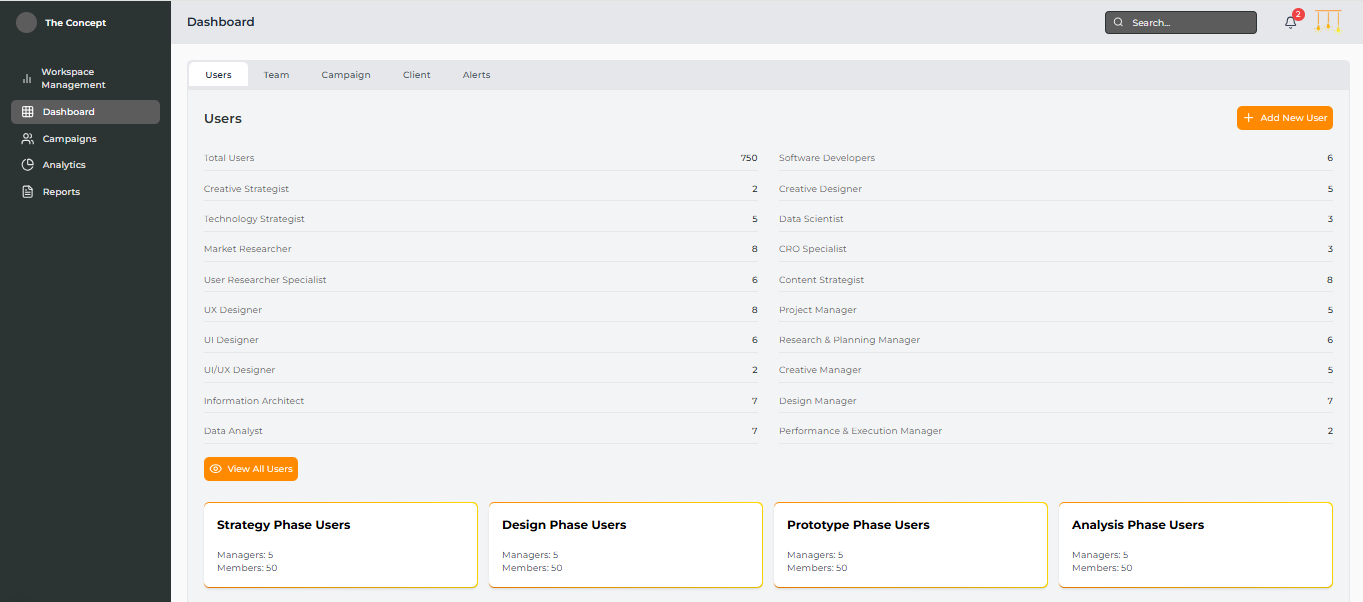 The Concept
Dashboard
Search...
2
Workspace
Management
Dashboard
Campaigns
Analytics
Reports
Users Team Campaign Client Alerts
Users
Add New User
Total Users 750
Software Developers 6
Creative Strategist 2
Creative Designer 5
Technology Strategist 5
Data Scientist 3
Market Researcher 8
CRO Specialist 3
User Researcher Specialist 6
Content Strategist 8
UX Designer 8
Project Manager 5
UI Designer 6
Research & Planning Manager 6
UI/UX Designer 2
Creative Manager 5
Information Architect 7
Design Manager 7
Data Analyst 7
Performance & Execution Manager 2
View All Users
Strategy Phase Users
Managers: 5
Members: 50
Design Phase Users
Managers: 5
Members: 50
Prototype Phase Users
Managers: 5
Members: 50
Analysis Phase Users
Managers: 5
Members: 50